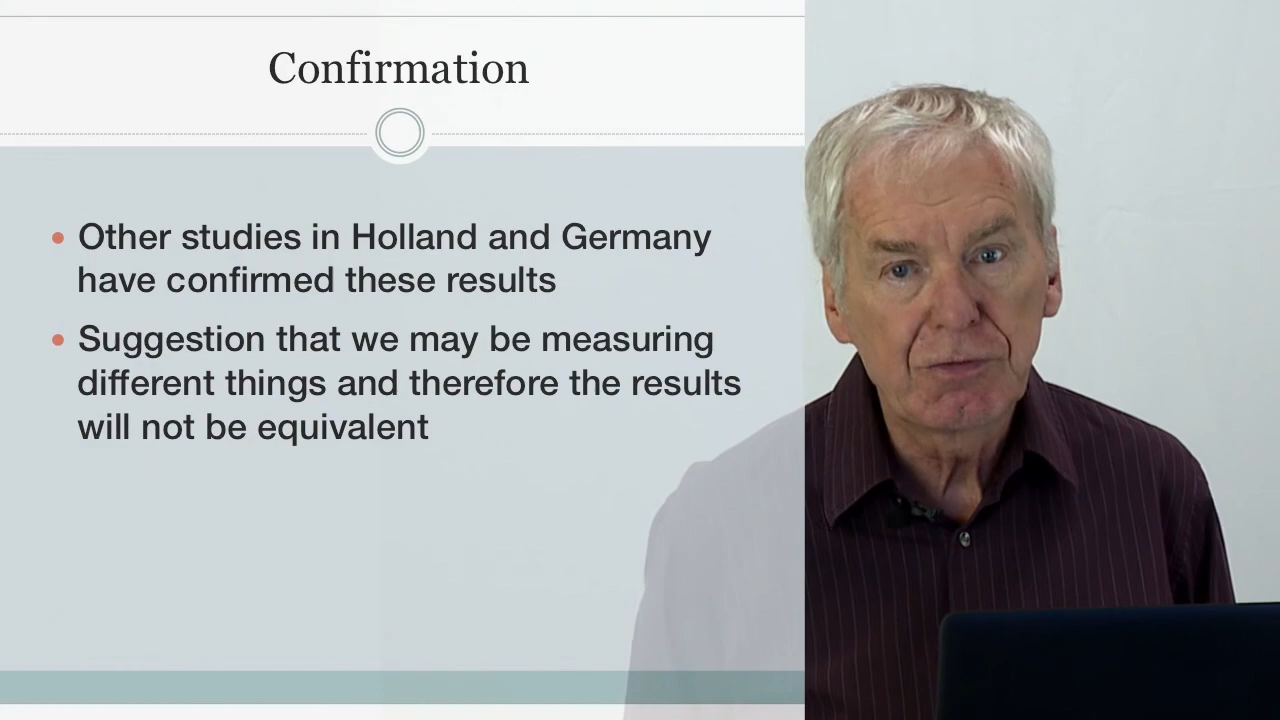 Confirmation
• Other studies in Holland and Germany
have confirmed these results
• Suggestion that we may be measuring
different things and therefore the results
will not be equivalent